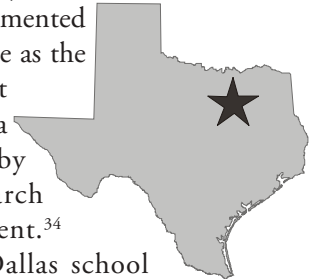 mented
e as the
t
a
by
arch
ent.³⁴
Dallas school